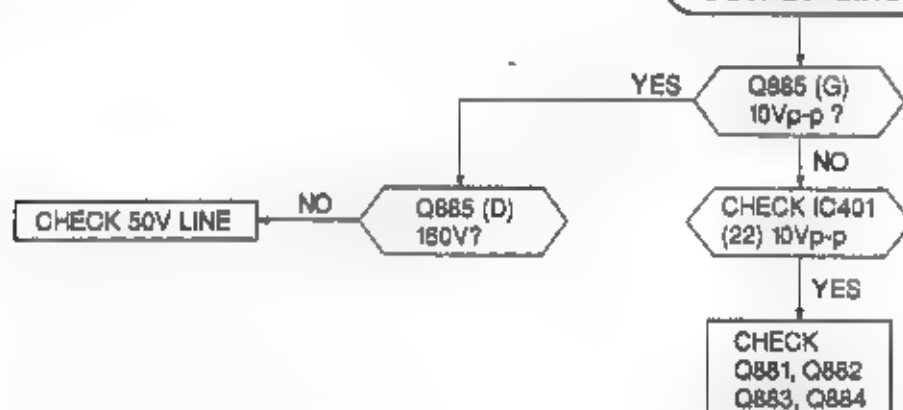 YES
Q885 (G)
10Vp-p ?
NO
NO
Q885 (D)
160V?
CHECK 50V LINE
CHECK IC401
(22) 10Vp-p
YES
CHECK
Q881, Q882
Q883, Q884